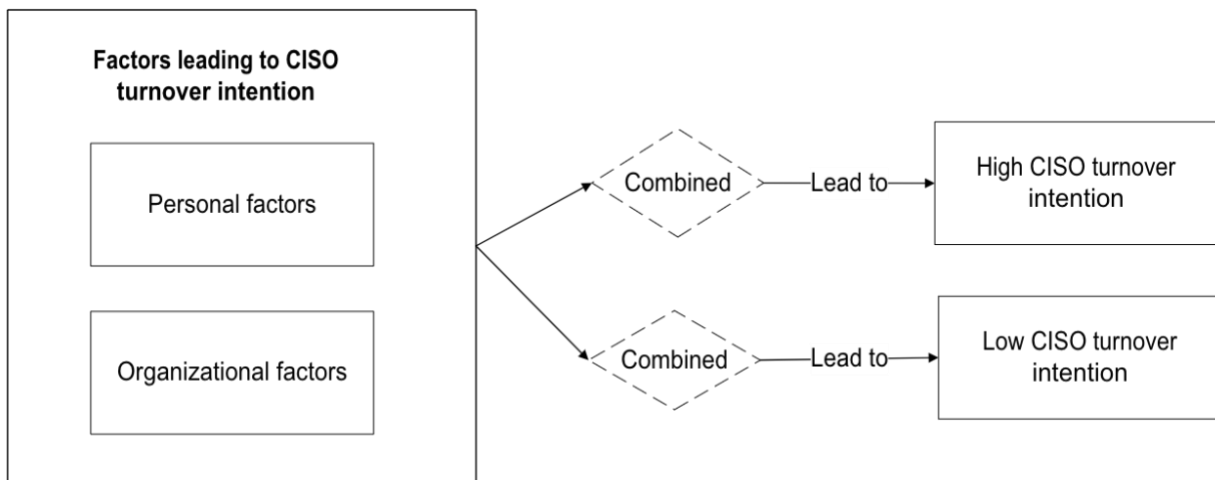 Factors leading to CISO
turnover intention
Personal factors
Organizational factors
Combined
Lead to
High CISO turnover
intention
Combined
Lead to
Low CISO turnover
intention